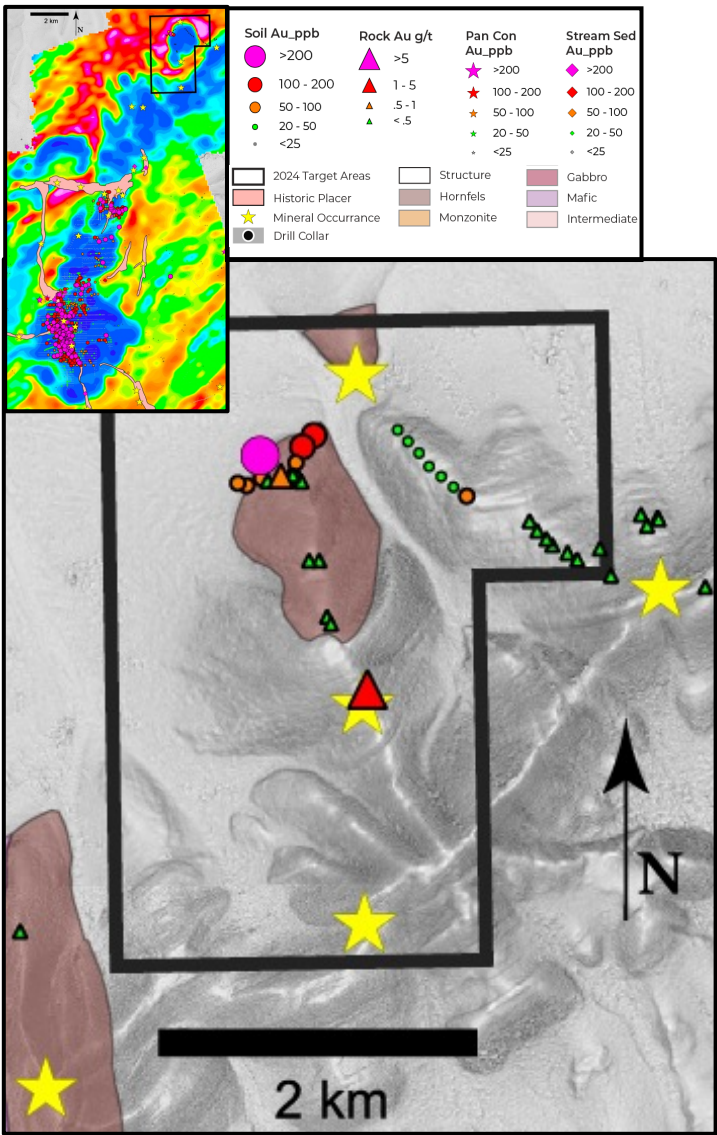 2 km
N
Soil Au_ppb
>200
100 - 200
50 - 100
20 - 50
<25
Rock Au g/t
>5
1 - 5
.5 - 1
< .5
Pan Con
Au_ppb
>200
100 - 200
50 - 100
20 - 50
<25
Stream Sed
Au_ppb
>200
100 - 200
50 - 100
20 - 50
<25
2024 Target Areas
Historic Placer
Mineral Occurrance
Drill Collar
Structure
Hornfels
Monzonite
Gabbro
Mafic
Intermediate
N
2 km